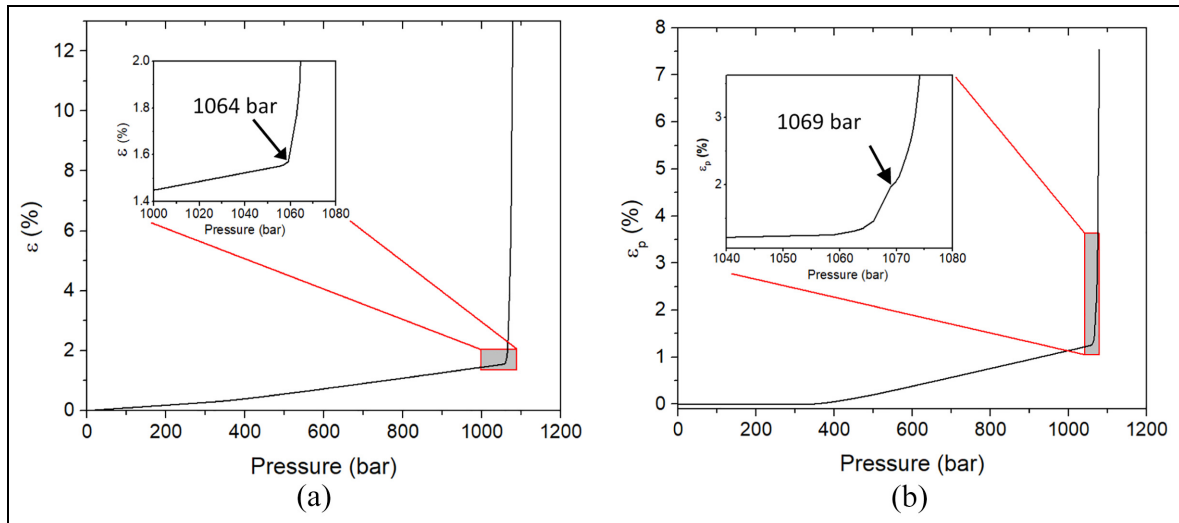 12
10
8
6
4
2
0
ε (%)
0 200 400 600 800 1000 1200
Pressure (bar)
2.0
1.8
1.6
1.4
ε (%)
1064 bar
1000 1020 1040 1060 1080
Pressure (bar)
(a)
8
7
6
5
4
3
2
1
0
εp (%)
0 200 400 600 800 1000 1200
Pressure (bar)
3
2
εp (%)
1069 bar
1040 1050 1060 1070 1080
Pressure (bar)
(b)